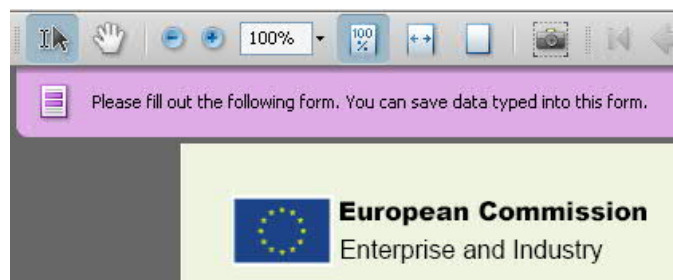 100%
100
%
Please fill out the following form. You can save data typed into this form.
European Commission
Enterprise and Industry